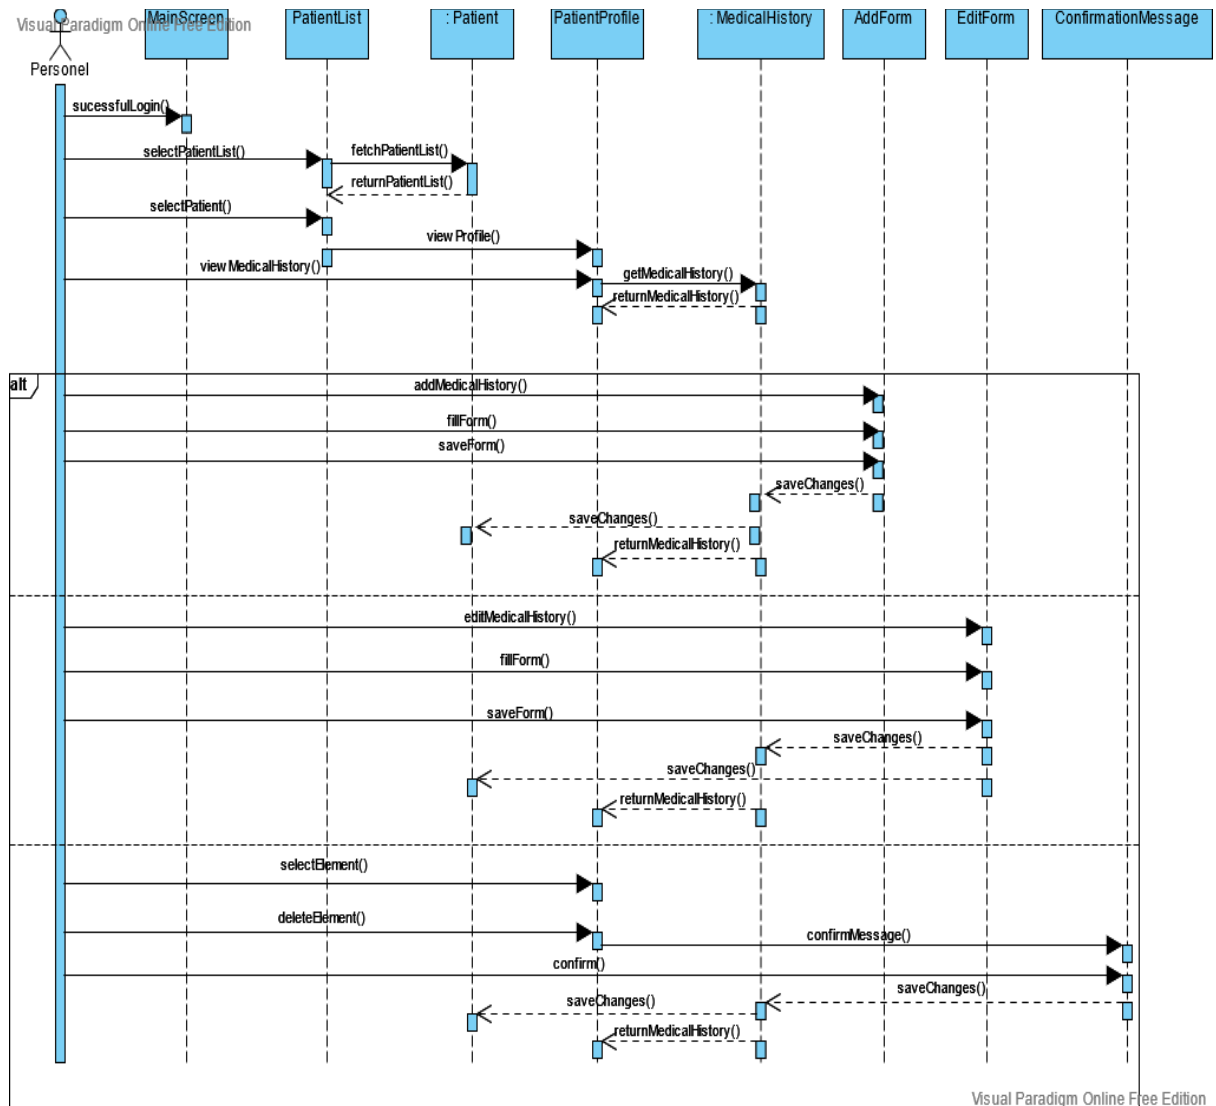 Visual Paradigm Online Free Edition
MainScreen
PatientList
: Patient
PatientProfile
: MedicalHistory
AddForm
EditForm
ConfirmationMessage
Personel
sucessfulLogin()
selectPatientList()
fetchPatientList()
returnPatientList()
selectPatient()
view Profile()
view MedicalHistory()
getMedicalHistory()
returnMedicalHistory()
alt
addMedicalHistory()
fillForm()
saveForm()
saveChanges()
saveChanges()
returnMedicalHistory()
editMedicalHistory()
fillForm()
saveForm()
saveChanges()
saveChanges()
returnMedicalHistory()
selectElement()
deleteElement()
confirmMessage()
confirm()
saveChanges()
saveChanges()
returnMedicalHistory()
Visual Paradigm Online Free Edition